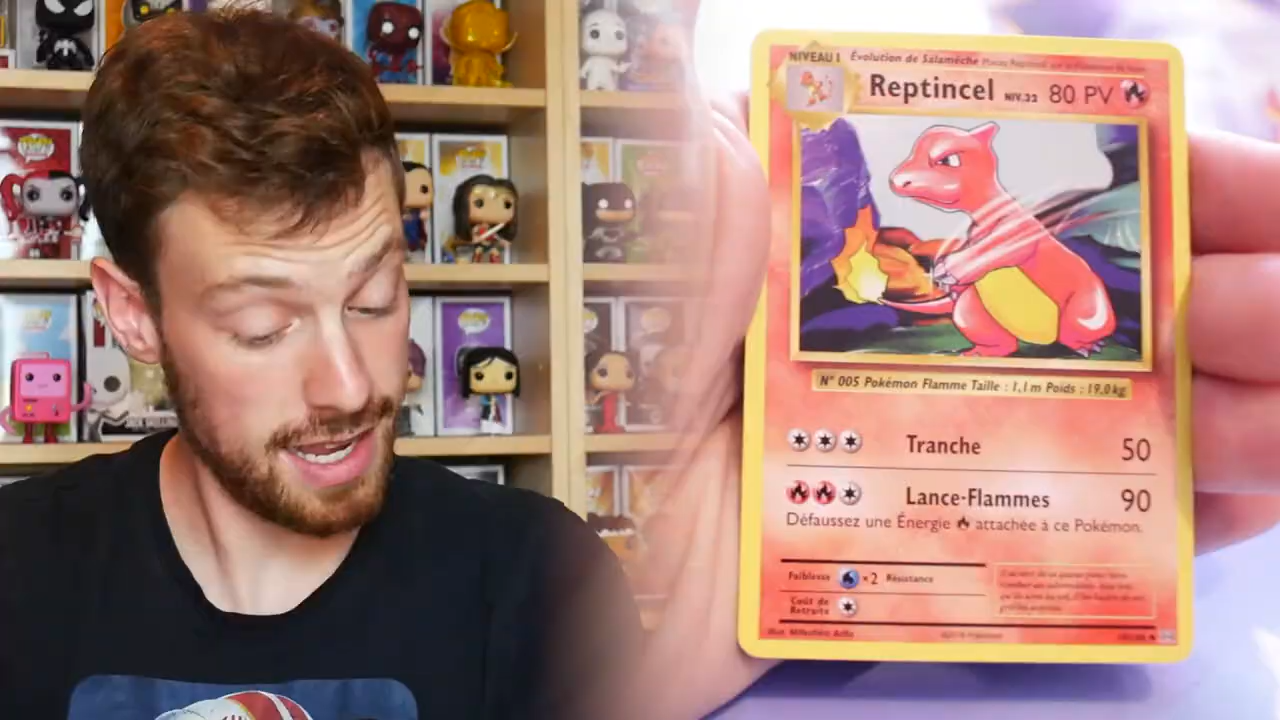 NIVEAU 1 Évolution de Salamèche
Reptincel NIV.32 80 PV
N° 005 Pokémon Flamme Taille : 1,1 m Poids : 19,0 kg
Tranche 50
Lance-Flammes 90
Défaussez une Énergie attachée à ce Pokémon.
Faiblesse ×2 Résistance
Coût de
Retraite